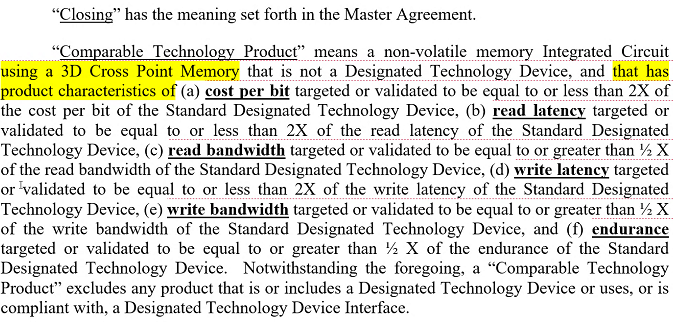 “Closing” has the meaning set forth in the Master Agreement.
“Comparable Technology Product” means a non-volatile memory Integrated Circuit
using a 3D Cross Point Memory that is not a Designated Technology Device, and that has
product characteristics of (a) cost per bit targeted or validated to be equal to or less than 2X of
the cost per bit of the Standard Designated Technology Device, (b) read latency targeted or
validated to be equal to or less than 2X of the read latency of the Standard Designated
Technology Device, (c) read bandwidth targeted or validated to be equal to or greater than ½ X
of the read bandwidth of the Standard Designated Technology Device, (d) write latency targeted
or validated to be equal to or less than 2X of the write latency of the Standard Designated
Technology Device, (e) write bandwidth targeted or validated to be equal to or greater than ½ X
of the write bandwidth of the Standard Designated Technology Device, and (f) endurance
targeted or validated to be equal to or greater than ½ X of the endurance of the Standard
Designated Technology Device. Notwithstanding the foregoing, a “Comparable Technology
Product” excludes any product that is or includes a Designated Technology Device or uses, or is
compliant with, a Designated Technology Device Interface.